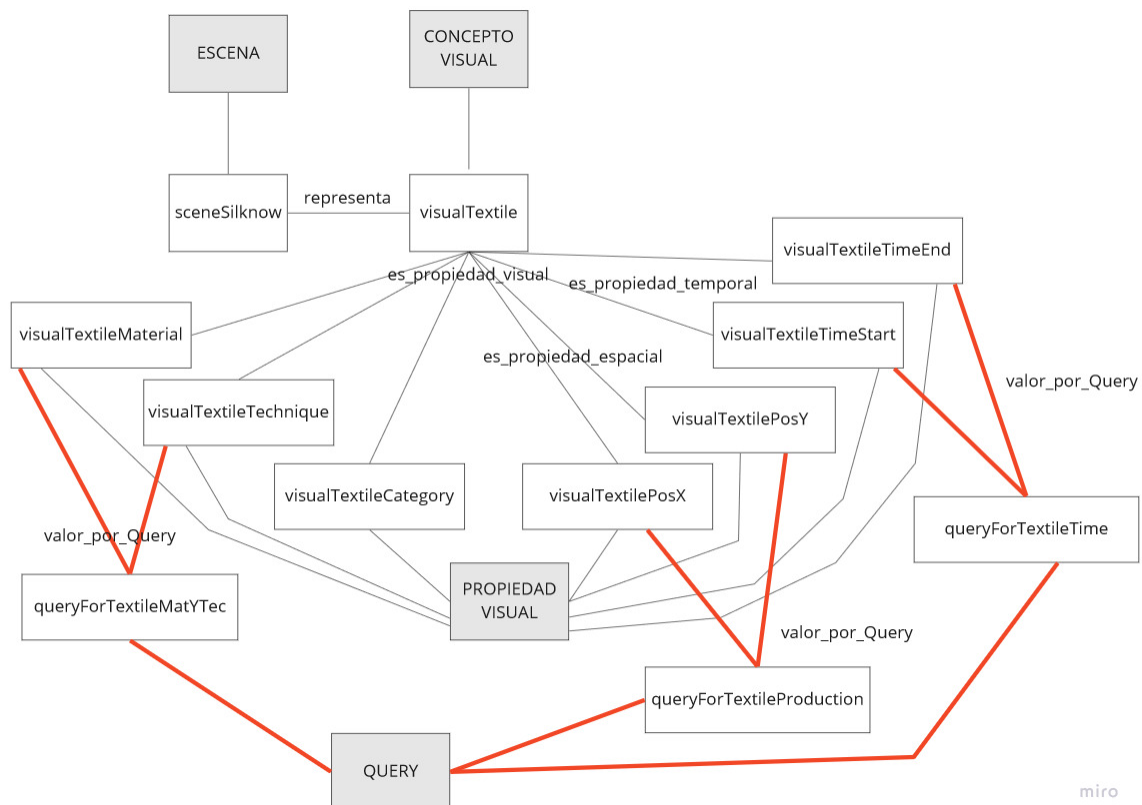 ESCENA
CONCEPTO
VISUAL
sceneSilknow
representa
visualTextile
visualTextileTimeEnd
es_propiedad_visual
es_propiedad_temporal
visualTextileMaterial
visualTextileTimeStart
es_propiedad_espacial
valor_por_Query
visualTextileTechnique
visualTextilePosY
visualTextileCategory
visualTextilePosX
queryForTextileTime
valor_por_Query
PROPIEDAD
VISUAL
queryForTextileMatYTec
valor_por_Query
queryForTextileProduction
QUERY
miro